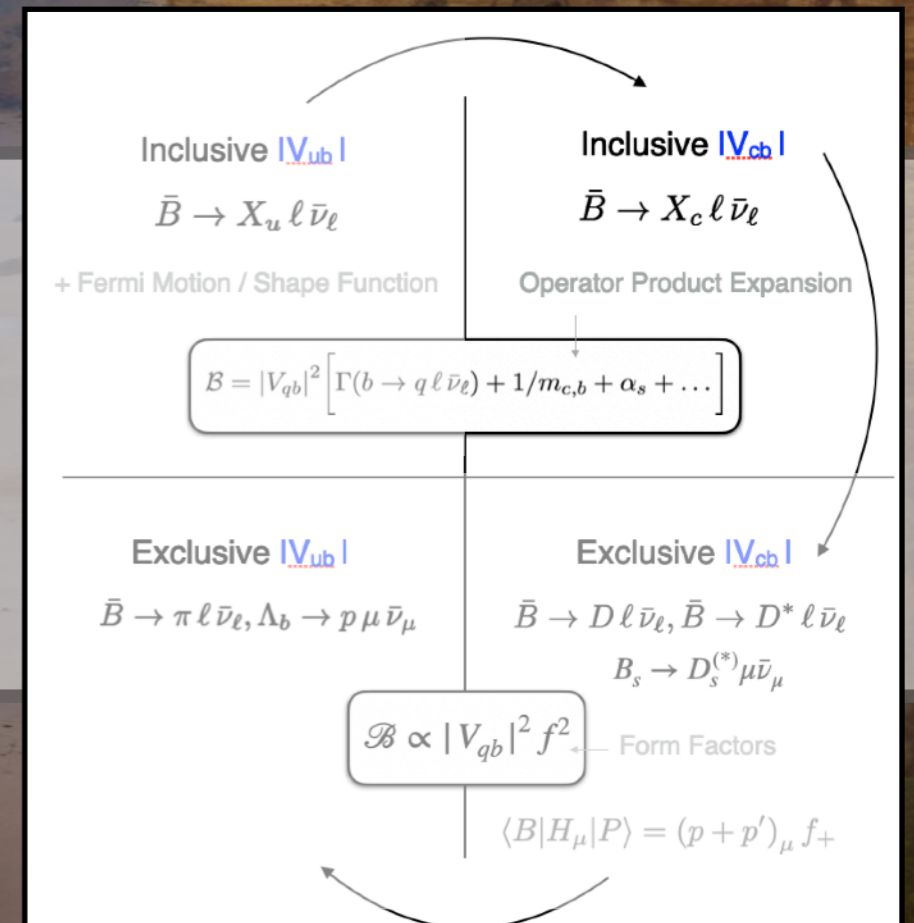 Inclusive |V_ub|
B̄ → X_u ℓ ν̄_ℓ
+ Fermi Motion / Shape Function
Inclusive |V_cb|
B̄ → X_c ℓ ν̄_ℓ
Operator Product Expansion
ℬ = |V_qb|² [Γ(b → q ℓ ν̄_ℓ) + 1/m_c,b + α_s + …]
Exclusive |V_ub|
B̄ → π ℓ ν̄_ℓ, Λ_b → p μ ν̄_μ
Exclusive |V_cb|
B̄ → D ℓ ν̄_ℓ, B̄ → D* ℓ ν̄_ℓ
B_s → D_s^(*) μ ν̄_μ
ℬ ∝ |V_qb|² f²
Form Factors
⟨B|H_μ|P⟩ = (p + p′)_μ f_+